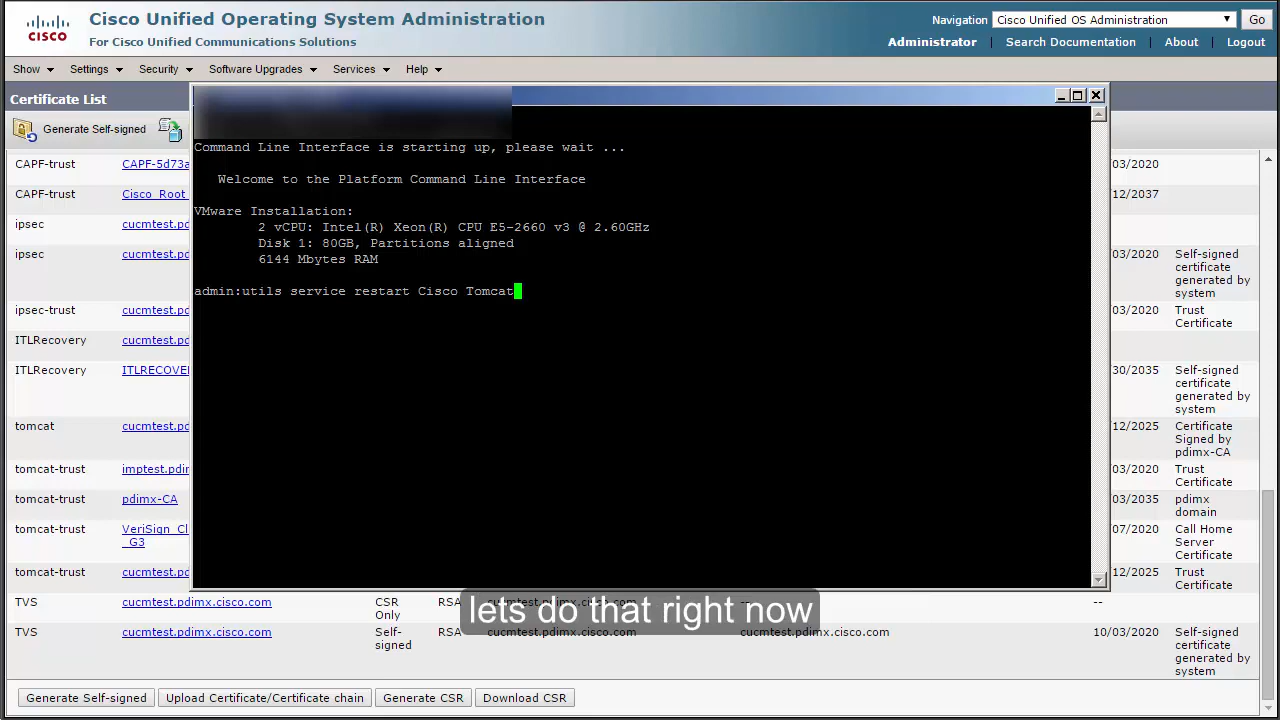 Cisco Unified Operating System Administration
For Cisco Unified Communications Solutions
CISCO
Navigation Cisco Unified OS Administration Go
Administrator | Search Documentation | About | Logout
Show Settings Security Software Upgrades Services Help
Certificate List
Generate Self-signed
Command Line Interface is starting up, please wait ...
Welcome to the Platform Command Line Interface
VMware Installation:
2 vCPU: Intel(R) Xeon(R) CPU E5-2660 v3 @ 2.60GHz
Disk 1: 80GB, Partitions aligned
6144 Mbytes RAM
admin:utils service restart Cisco Tomcat
CAPF-trust CAPF-5d73a 03/2020
CAPF-trust Cisco_Root 12/2037
ipsec cucmtest.pd
ipsec cucmtest.pd 03/2020 Self-signed
certificate
generated by
system
ipsec-trust cucmtest.pd 03/2020 Trust
Certificate
ITLRecovery cucmtest.pd
ITLRecovery ITLRECOVE 30/2035 Self-signed
certificate
generated by
system
tomcat cucmtest.pd 12/2025 Certificate
Signed by
pdimx-CA
tomcat-trust imptest.pdi 03/2020 Trust
Certificate
tomcat-trust pdimx-CA 03/2035 pdimx
domain
tomcat-trust VeriSign_Cl 07/2020 Call Home
_G3 Server
Certificate
tomcat-trust cucmtest.pd 12/2025 Trust
Certificate
TVS cucmtest.pdimx.cisco.com CSR RSA cucmtest.pdimx.cisco.com -- --
Only
TVS cucmtest.pdimx.cisco.com Self- RSA cucmtest.pdimx.cisco.com 10/03/2020 Self-signed
signed certificate
generated by
system
lets do that right now
Generate Self-signed Upload Certificate/Certificate chain Generate CSR Download CSR